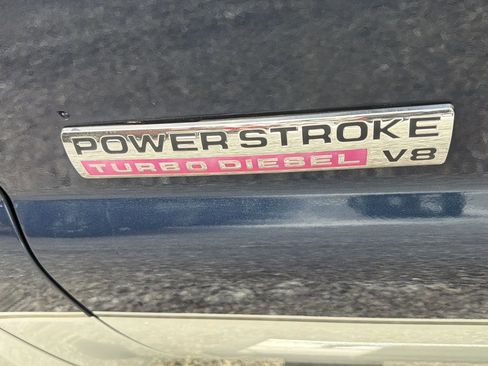 POWER STROKE
TURBO DIESEL V8